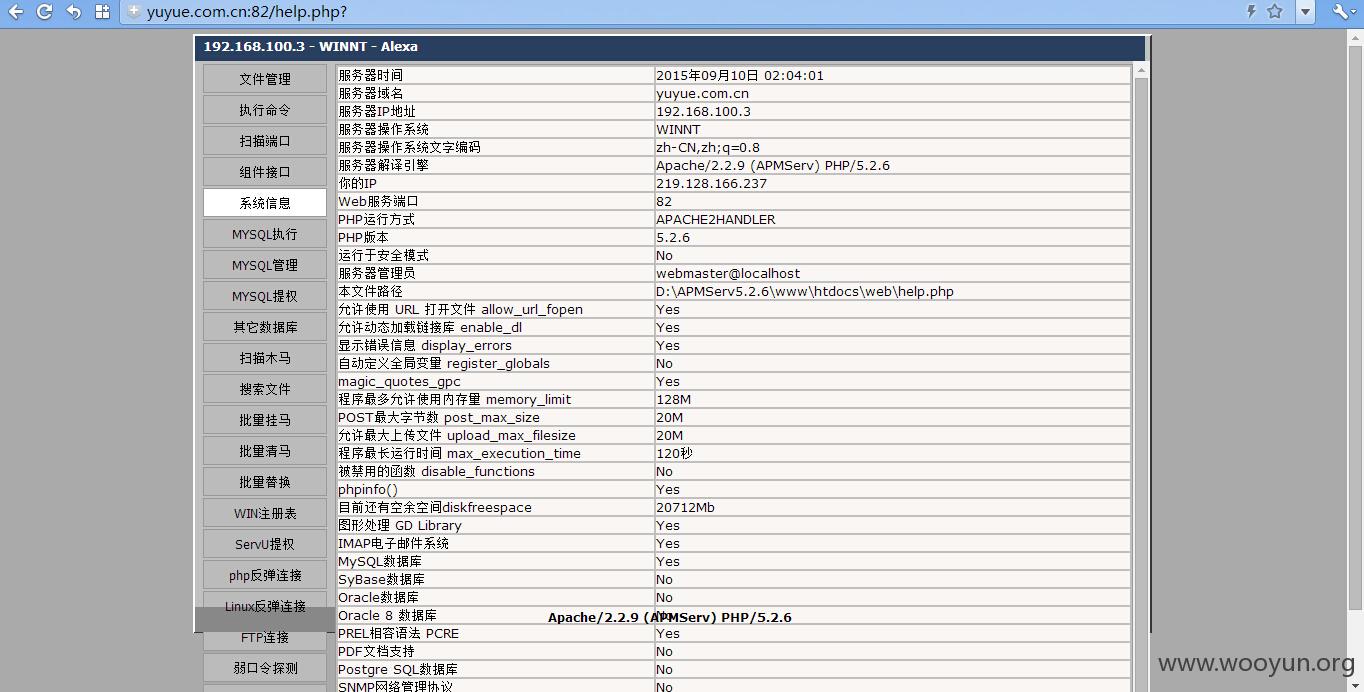 yuyue.com.cn:82/help.php?
192.168.100.3 - WINNT - Alexa
文件管理
执行命令
扫描端口
组件接口
系统信息
MYSQL执行
MYSQL管理
MYSQL提权
其它数据库
扫描木马
搜索文件
批量挂马
批量清马
批量替换
WIN注册表
ServU提权
php反弹连接
Linux反弹连接
FTP连接
弱口令探测
服务器时间 2015年09月10日 02:04:01
服务器域名 yuyue.com.cn
服务器IP地址 192.168.100.3
服务器操作系统 WINNT
服务器操作系统文字编码 zh-CN,zh;q=0.8
服务器解译引擎 Apache/2.2.9 (APMServ) PHP/5.2.6
你的IP 219.128.166.237
Web服务端口 82
PHP运行方式 APACHE2HANDLER
PHP版本 5.2.6
运行于安全模式 No
服务器管理员 webmaster@localhost
本文件路径 D:\APMServ5.2.6\www\htdocs\web\help.php
允许使用 URL 打开文件 allow_url_fopen Yes
允许动态加载链接库 enable_dl Yes
显示错误信息 display_errors Yes
自动定义全局变量 register_globals No
magic_quotes_gpc Yes
程序最多允许使用内存量 memory_limit 128M
POST最大字节数 post_max_size 20M
允许最大上传文件 upload_max_filesize 20M
程序最长运行时间 max_execution_time 120秒
被禁用的函数 disable_functions No
phpinfo() Yes
目前还有空余空间diskfreespace 20712Mb
图形处理 GD Library Yes
IMAP电子邮件系统 Yes
MySQL数据库 Yes
SyBase数据库 No
Oracle数据库 No
Oracle 8 数据库 No
Apache/2.2.9 (APMServ) PHP/5.2.6
PREL相容语法 PCRE Yes
PDF文档支持 No
Postgre SQL数据库 No
SNMP网络管理协议 No
www.wooyun.org